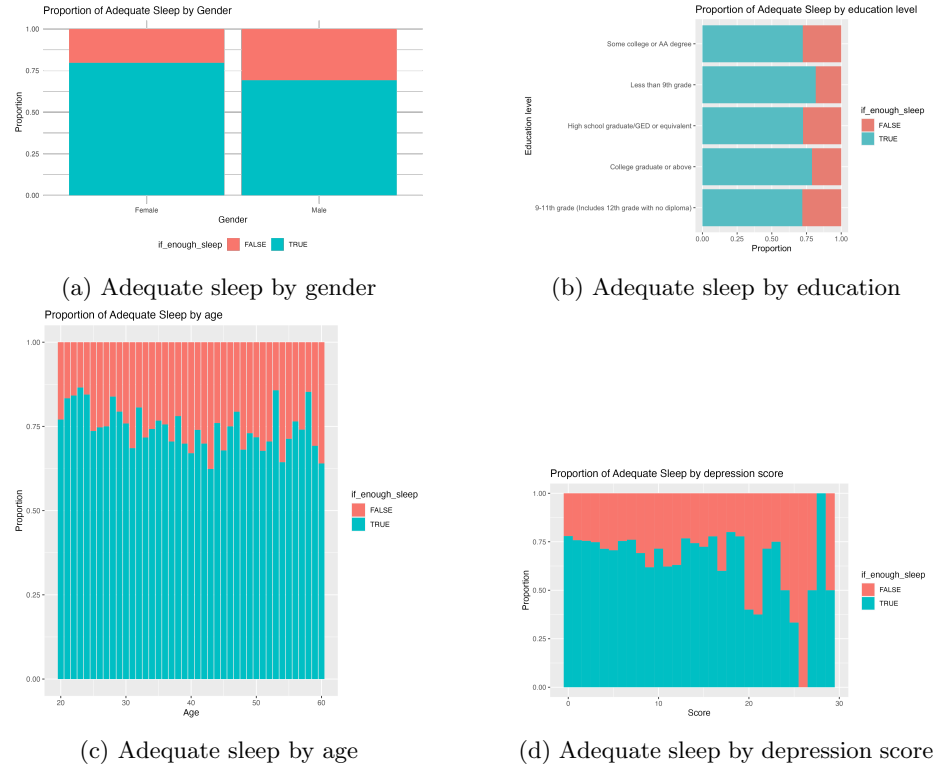 Proportion of Adequate Sleep by Gender
1.00
0.75
0.50
0.25
0.00
Proportion
Female
Male
Gender
if_enough_sleep
FALSE
TRUE
(a) Adequate sleep by gender
Proportion of Adequate Sleep by education level
Some college or AA degree
Less than 9th grade
High school graduate/GED or equivalent
College graduate or above
9-11th grade (Includes 12th grade with no diploma)
Education level
0.00
0.25
0.50
0.75
1.00
Proportion
if_enough_sleep
FALSE
TRUE
(b) Adequate sleep by education
Proportion of Adequate Sleep by age
1.00
0.75
0.50
0.25
0.00
Proportion
20
30
40
50
60
Age
if_enough_sleep
FALSE
TRUE
(c) Adequate sleep by age
Proportion of Adequate Sleep by depression score
1.00
0.75
0.50
0.25
0.00
Proportion
0
10
20
30
Score
if_enough_sleep
FALSE
TRUE
(d) Adequate sleep by depression score